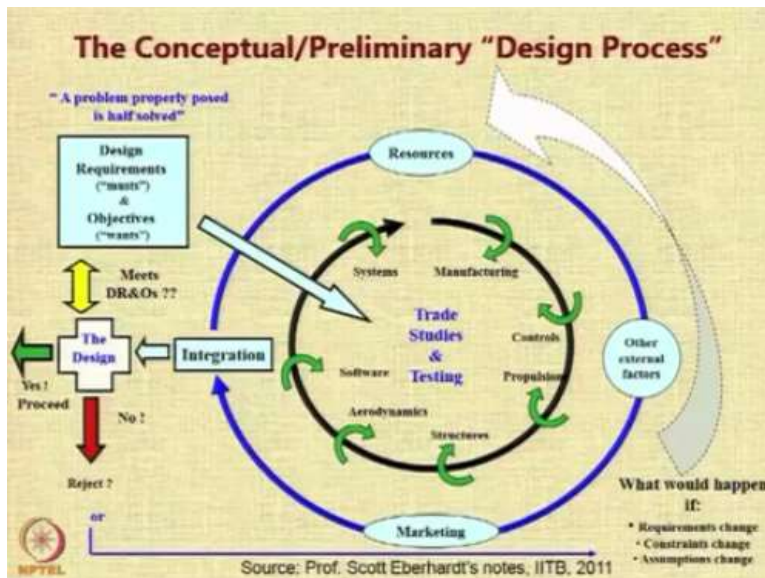 The Conceptual/Preliminary “Design Process”
“ A problem properly posed
is half solved”
Design
Requirements
(“musts”)
&
Objectives
(“wants”)
Meets
DR&Os ??
The
Design
Integration
Yes !
Proceed
No !
Reject ?
or
Resources
Systems
Manufacturing
Trade
Studies
&
Testing
Controls
Software
Propulsion
Aerodynamics
Structures
Other
external
factors
Marketing
What would happen
if:
• Requirements change
• Constraints change
• Assumptions change
NPTEL
Source: Prof. Scott Eberhardt's notes, IITB, 2011